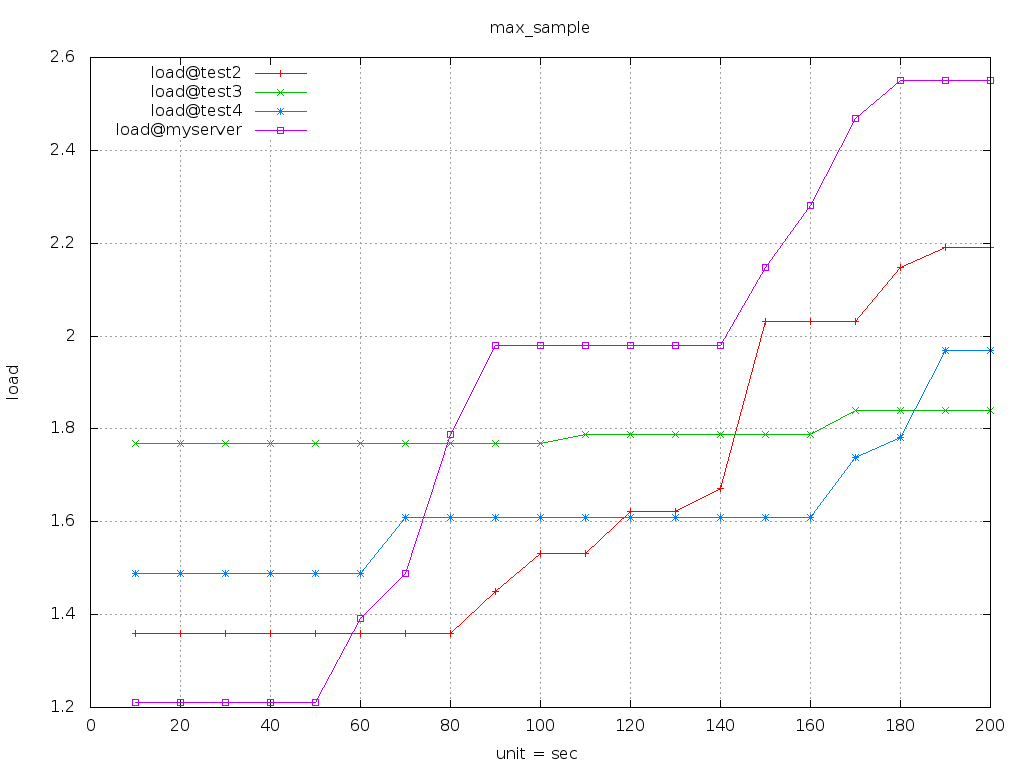 max_sample
load@test2
load@test3
load@test4
load@myserver
2.6
2.4
2.2
2
1.8
1.6
1.4
1.2
load
0 20 40 60 80 100 120 140 160 180 200
unit = sec